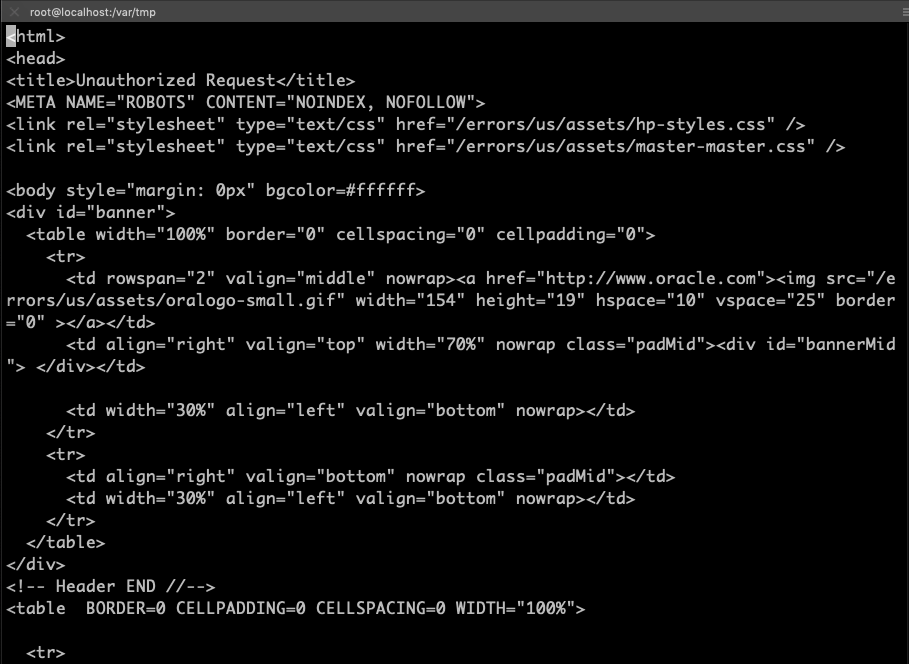 root@localhost:/var/tmp
<html>
<head>
<title>Unauthorized Request</title>
<META NAME="ROBOTS" CONTENT="NOINDEX, NOFOLLOW">
<link rel="stylesheet" type="text/css" href="/errors/us/assets/hp-styles.css" />
<link rel="stylesheet" type="text/css" href="/errors/us/assets/master-master.css" />

<body style="margin: 0px" bgcolor=#ffffff>
<div id="banner">
  <table width="100%" border="0" cellspacing="0" cellpadding="0">
    <tr>
      <td rowspan="2" valign="middle" nowrap><a href="http://www.oracle.com"><img src="/e
rrors/us/assets/oralogo-small.gif" width="154" height="19" hspace="10" vspace="25" border
="0" ></a></td>
      <td align="right" valign="top" width="70%" nowrap class="padMid"><div id="bannerMid
"> </div></td>

      <td width="30%" align="left" valign="bottom" nowrap></td>
    </tr>
    <tr>
      <td align="right" valign="bottom" nowrap class="padMid"></td>
      <td width="30%" align="left" valign="bottom" nowrap></td>
    </tr>
  </table>
</div>
<!-- Header END //-->
<table  BORDER=0 CELLPADDING=0 CELLSPACING=0 WIDTH="100%">

  <tr>